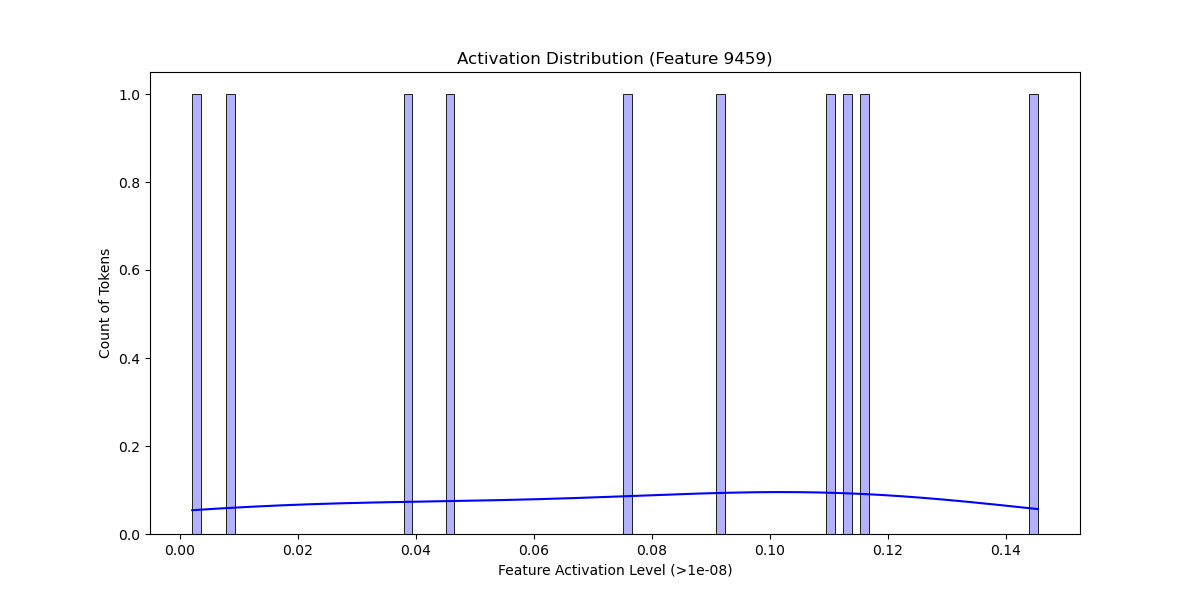 Activation Distribution (Feature 9459)
1.0
0.8
0.6
0.4
0.2
0.0
Count of Tokens
0.00 0.02 0.04 0.06 0.08 0.10 0.12 0.14
Feature Activation Level (>1e-08)